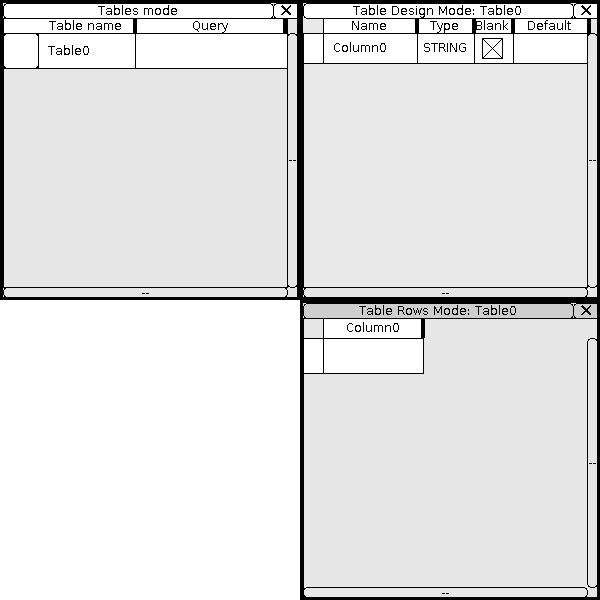 Tables mode
Table name Query
Table0
--
--
Table Design Mode: Table0
Name Type Blank Default
Column0 STRING
--
--
Table Rows Mode: Table0
Column0
--
--